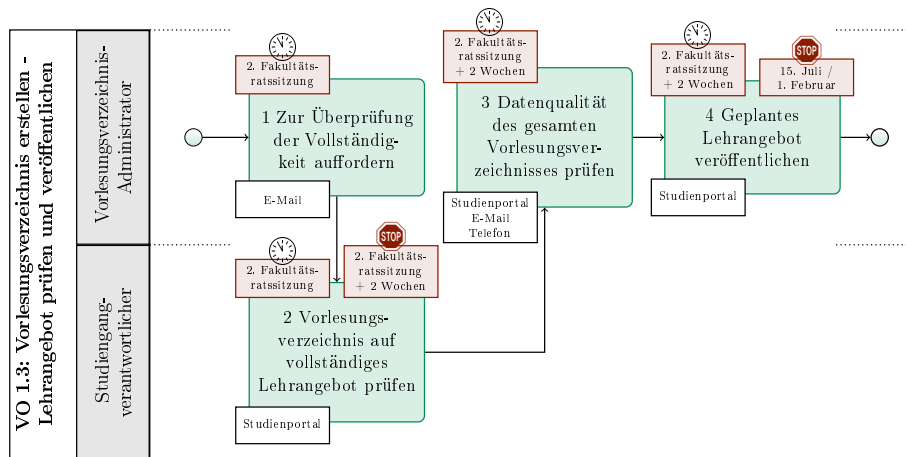 VO 1.3: Vorlesungsverzeichnis erstellen -
Lehrangebot prüfen und veröffentlichen
Vorlesungsverzeichnis-
Administrator
Studiengang-
verantwortlicher
2. Fakultäts-
ratssitzung
1 Zur Überprüfung
der Vollständig-
keit auffordern
E-Mail
2. Fakultäts-
ratssitzung
STOP
2. Fakultäts-
ratssitzung
+ 2 Wochen
2 Vorlesungs-
verzeichnis auf
vollständiges
Lehrangebot prüfen
Studienportal
2. Fakultäts-
ratssitzung
+ 2 Wochen
3 Datenqualität
des gesamten
Vorlesungsver-
zeichnisses prüfen
Studienportal
E-Mail
Telefon
2. Fakultäts-
ratssitzung
+ 2 Wochen
STOP
15. Juli /
1. Februar
4 Geplantes
Lehrangebot
veröffentlichen
Studienportal